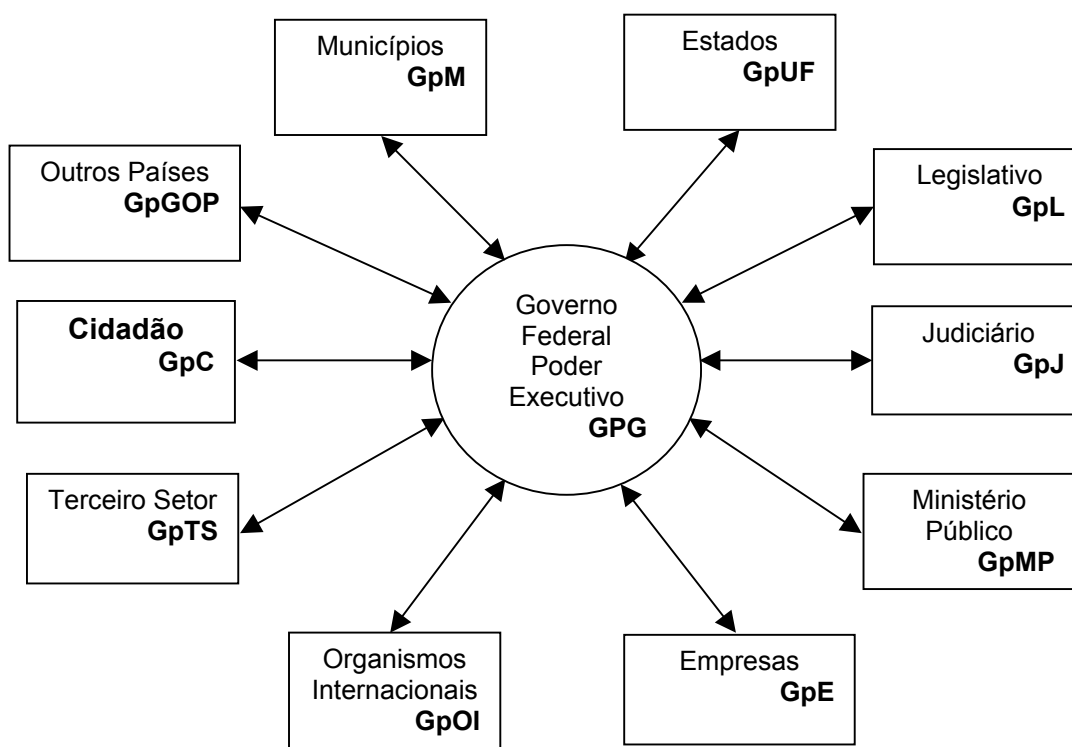 Municípios
GpM
Estados
GpUF
Outros Países
GpGOP
Legislativo
GpL
Governo
Federal
Poder
Executivo
GPG
Cidadão
GpC
Judiciário
GpJ
Terceiro Setor
GpTS
Ministério
Público
GpMP
Organismos
Internacionais
GpOI
Empresas
GpE